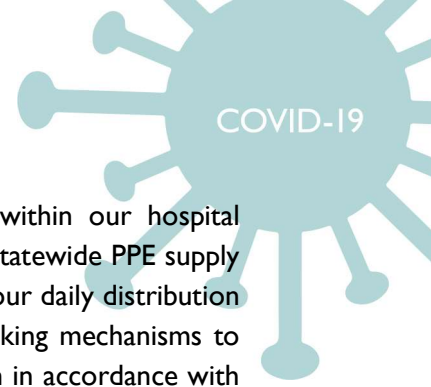 COVID-19
within our hospital
tatewide PPE supply
our daily distribution
king mechanisms to
in accordance with